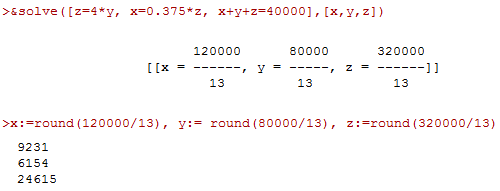 >&solve([z=4*y, x=0.375*z, x+y+z=40000],[x,y,z])
120000 80000 320000
[[x = ------, y = -----, z = ------]]
13 13 13
>x:=round(120000/13), y:= round(80000/13), z:=round(320000/13)
9231
6154
24615